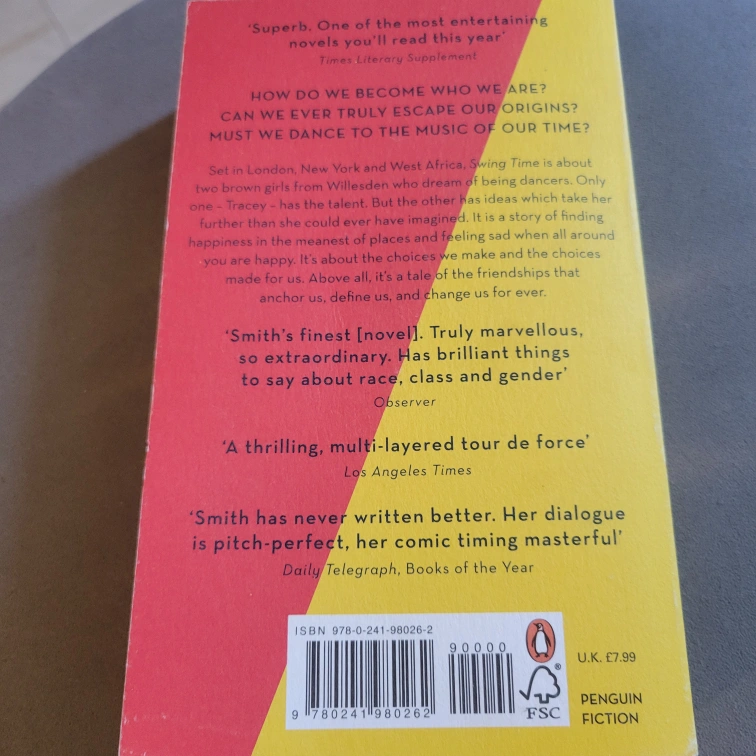 ‘Superb. One of the most entertaining
novels you’ll read this year’
Times Literary Supplement
HOW DO WE BECOME WHO WE ARE?
CAN WE EVER TRULY ESCAPE OUR ORIGINS?
MUST WE DANCE TO THE MUSIC OF OUR TIME?
Set in London, New York and West Africa, Swing Time is about
two brown girls from Willesden who dream of being dancers. Only
one – Tracey – has the talent. But the other has ideas which take her
further than she could ever have imagined. It is a story of finding
happiness in the meanest of places and feeling sad when all around
you are happy. It’s about the choices we make and the choices
made for us. Above all, it’s a tale of the friendships that
anchor us, define us, and change us for ever.
‘Smith’s finest [novel]. Truly marvellous,
so extraordinary. Has brilliant things
to say about race, class and gender’
Observer
‘A thrilling, multi-layered tour de force’
Los Angeles Times
‘Smith has never written better. Her dialogue
is pitch-perfect, her comic timing masterful’
Daily Telegraph, Books of the Year
ISBN 978-0-241-98026-2
90000
9 780241 980262
FSC
®
U.K. £7.99
PENGUIN
FICTION